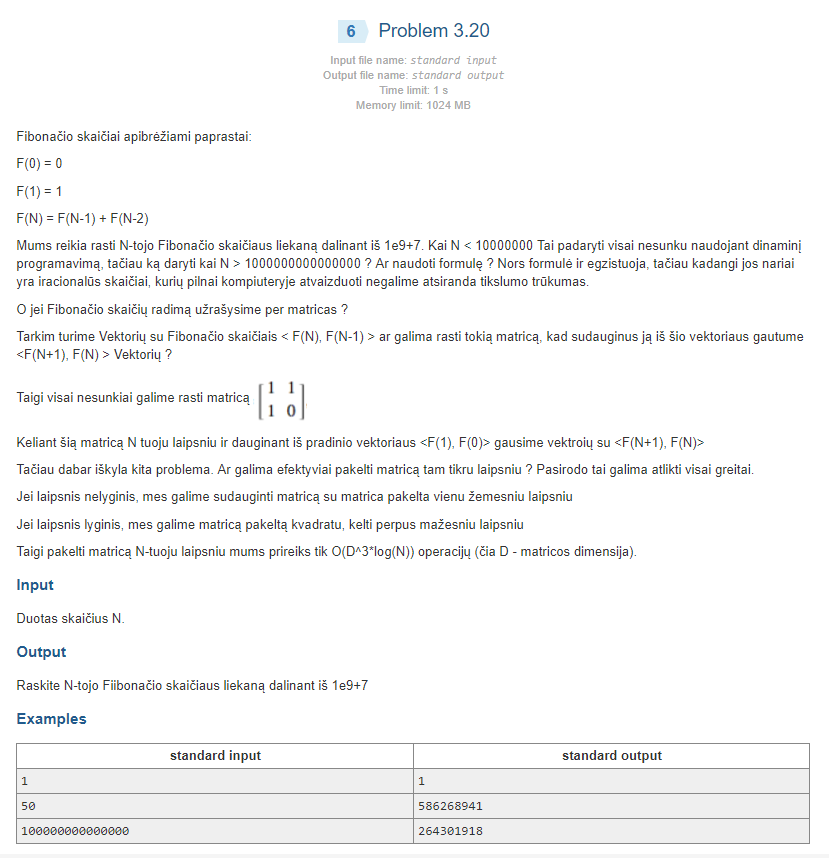 6 Problem 3.20
Input file name: standard input
Output file name: standard output
Time limit: 1 s
Memory limit: 1024 MB
Fibonačio skaičiai apibrėžiami paprastai:
F(0) = 0
F(1) = 1
F(N) = F(N-1) + F(N-2)
Mums reikia rasti N-tojo Fibonačio skaičiaus liekaną dalinant iš 1e9+7. Kai N < 10000000 Tai padaryti visai nesunku naudojant dinaminį
programavimą, tačiau ką daryti kai N > 1000000000000000 ? Ar naudoti formulę ? Nors formulė ir egzistuoja, tačiau kadangi jos nariai
yra iracionalūs skaičiai, kurių pilnai kompiuteryje atvaizduoti negalime atsiranda tikslumo trūkumas.
O jei Fibonačio skaičių radimą užrašysime per matricas ?
Tarkim turime Vektorių su Fibonačio skaičiais < F(N), F(N-1) > ar galima rasti tokią matricą, kad sudauginus ją iš šio vektoriaus gautume
<F(N+1), F(N) > Vektorių ?
Taigi visai nesunkiai galime rasti matricą [1 1
1 0]
Keliant šią matricą N tuoju laipsniu ir dauginant iš pradinio vektoriaus <F(1), F(0)> gausime vektroių su <F(N+1), F(N)>
Tačiau dabar iškyla kita problema. Ar galima efektyviai pakelti matricą tam tikru laipsniu ? Pasirodo tai galima atlikti visai greitai.
Jei laipsnis nelyginis, mes galime sudauginti matricą su matrica pakelta vienu žemesniu laipsniu
Jei laipsnis lyginis, mes galime matricą pakeltą kvadratu, kelti perpus mažesniu laipsniu
Taigi pakelti matricą N-tuoju laipsniu mums prireiks tik O(D^3*log(N)) operacijų (čia D - matricos dimensija).
Input
Duotas skaičius N.
Output
Raskite N-tojo Fiibonačio skaičiaus liekaną dalinant iš 1e9+7
Examples
standard input standard output
1 1
50 586268941
100000000000000 264301918